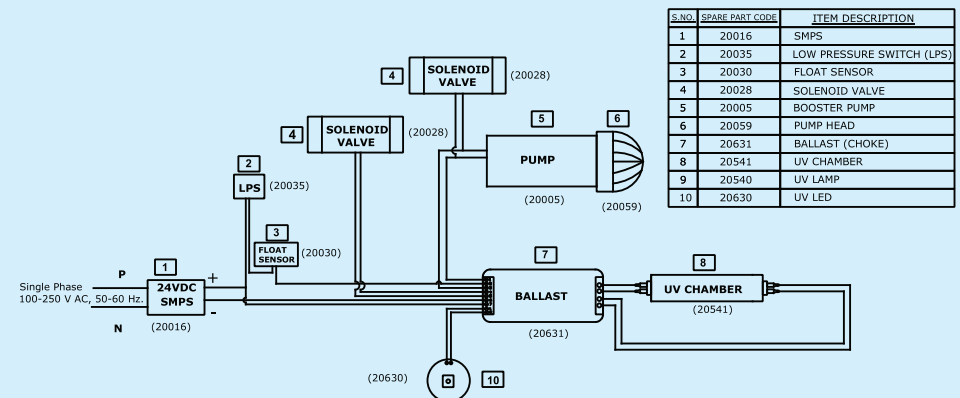 S.NO. SPARE PART CODE ITEM DESCRIPTION
1 20016 SMPS
2 20035 LOW PRESSURE SWITCH (LPS)
3 20030 FLOAT SENSOR
4 20028 SOLENOID VALVE
5 20005 BOOSTER PUMP
6 20059 PUMP HEAD
7 20631 BALLAST (CHOKE)
8 20541 UV CHAMBER
9 20540 UV LAMP
10 20630 UV LED
4
SOLENOID
VALVE
(20028)
4
SOLENOID
VALVE
(20028)
5
6
PUMP
(20005)
(20059)
2
LPS
(20035)
3
FLOAT
SENSOR
(20030)
1
P
+
Single Phase
100-250 V AC, 50-60 Hz.
24VDC
SMPS
-
N
(20016)
7
BALLAST
(20631)
8
UV CHAMBER
(20541)
(20630)
10